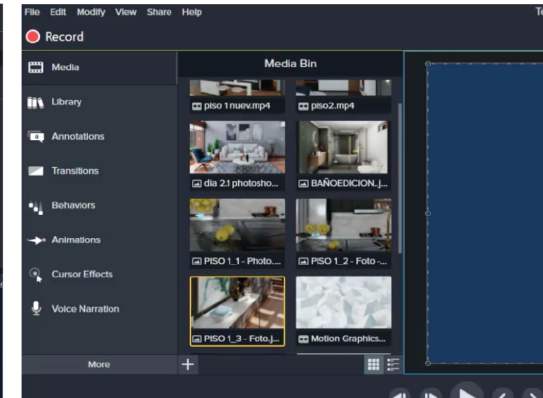 File Edit Modify View Share Help
Te
Record
Media
Media Bin
Library
Annotations
Transitions
Behaviors
Animations
Cursor Effects
Voice Narration
More
piso 1 nuev.mp4
piso2.mp4
dia 2.1 photosho...
BAÑOEDICION.j...
PISO 1_1 - Photo....
PISO 1_2 - Foto -...
PISO 1_3 - Foto.j...
Motion Graphics...